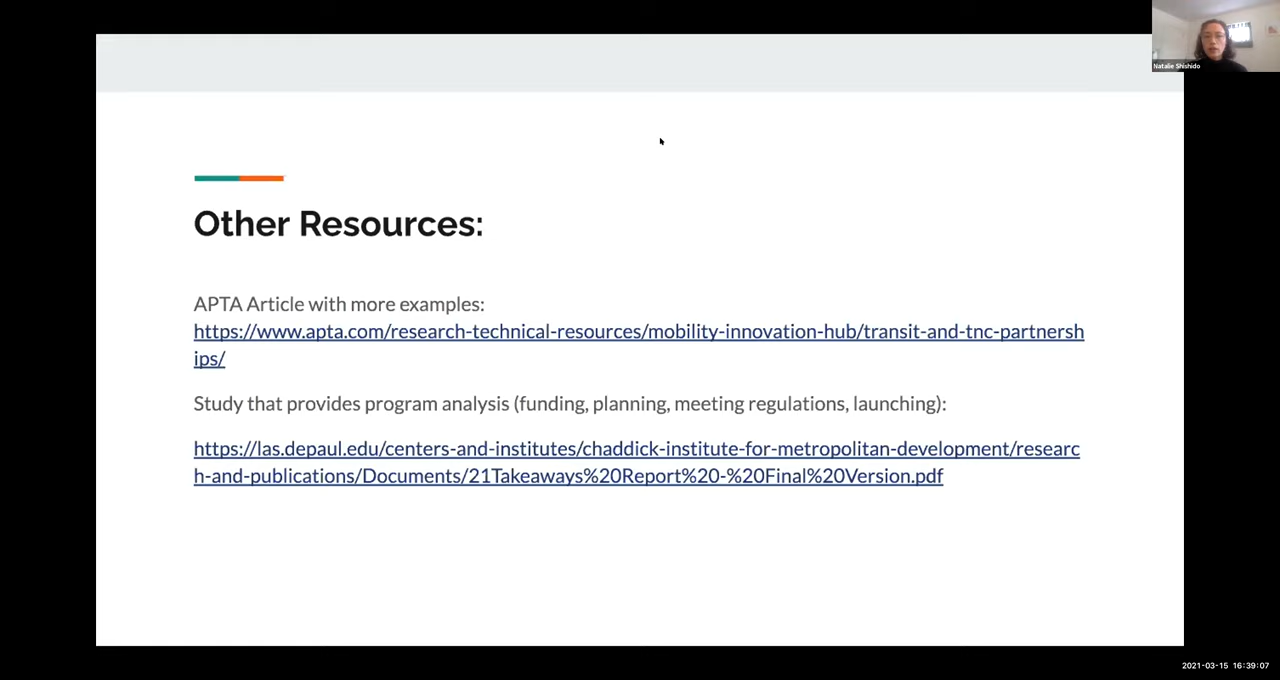 Natalie Shishido
Other Resources:
APTA Article with more examples:
https://www.apta.com/research-technical-resources/mobility-innovation-hub/transit-and-tnc-partnersh
ips/
Study that provides program analysis (funding, planning, meeting regulations, launching):
https://las.depaul.edu/centers-and-institutes/chaddick-institute-for-metropolitan-development/researc
h-and-publications/Documents/21Takeaways%20Report%20-%20Final%20Version.pdf
2021-03-15 16:39:07